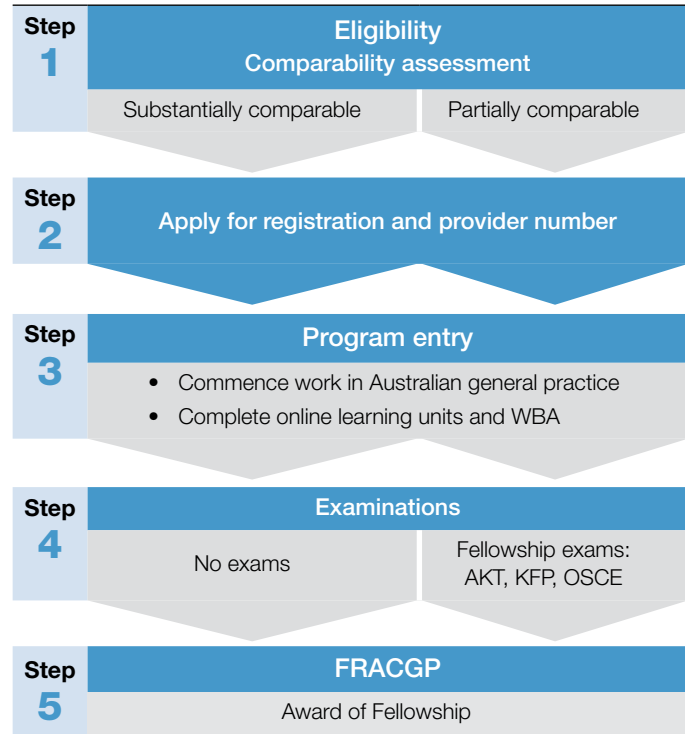 Step
1
Eligibility
Comparability assessment
Substantially comparable
Partially comparable
Step
2
Apply for registration and provider number
Step
3
Program entry
• Commence work in Australian general practice
• Complete online learning units and WBA
Step
4
Examinations
No exams
Fellowship exams:
AKT, KFP, OSCE
Step
5
FRACGP
Award of Fellowship